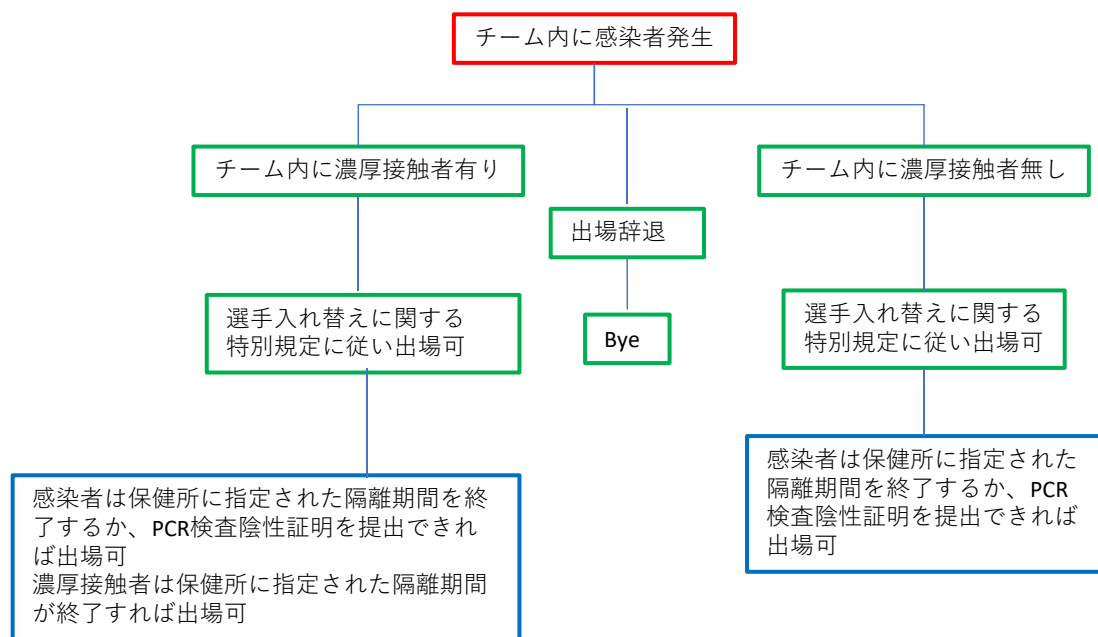 チーム内に感染者発生
チーム内に濃厚接触者有り
チーム内に濃厚接触者無し
出場辞退
選手入れ替えに関する
特別規定に従い出場可
Bye
選手入れ替えに関する
特別規定に従い出場可
感染者は保健所に指定された隔離期間を終
了するか、PCR検査陰性証明を提出できれ
ば出場可
濃厚接触者は保健所に指定された隔離期間
が終了すれば出場可
感染者は保健所に指定された
隔離期間を終了するか、PCR
検査陰性証明を提出できれば
出場可